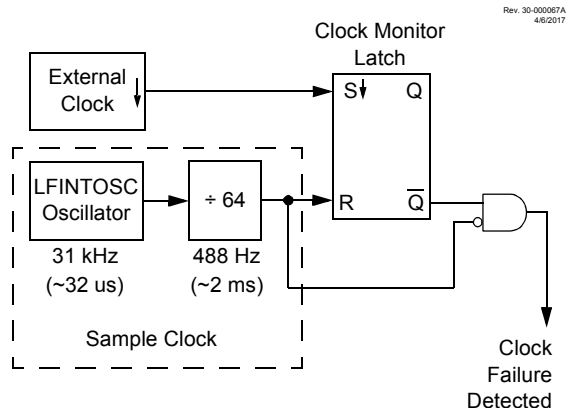 Rev. 30-000067A
4/6/2017
Clock Monitor
Latch
External
Clock
S
Q
LFINTOSC
Oscillator
÷ 64
R
Q
31 kHz
(~32 us)
488 Hz
(~2 ms)
Sample Clock
Clock
Failure
Detected